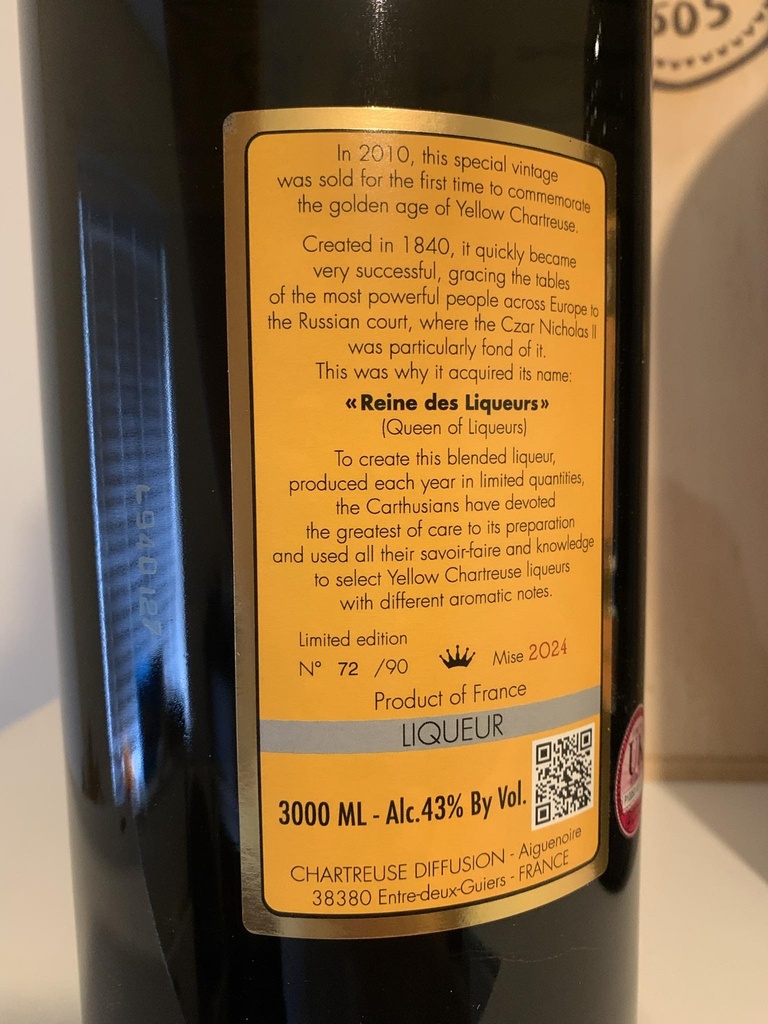 605
In 2010, this special vintage
was sold for the first time to commemorate
the golden age of Yellow Chartreuse.
Created in 1840, it quickly became
very successful, gracing the tables
of the most powerful people across Europe to
the Russian court, where the Czar Nicholas II
was particularly fond of it.
This was why it acquired its name:
«Reine des Liqueurs»
(Queen of Liqueurs)
To create this blended liqueur,
produced each year in limited quantities,
the Carthusians have devoted
the greatest of care to its preparation
and used all their savoir-faire and knowledge
to select Yellow Chartreuse liqueurs
with different aromatic notes.
Limited edition
N° 72 /90 Mise 2024
Product of France
LIQUEUR
3000 ML - Alc.43% By Vol.
CHARTREUSE DIFFUSION - Aiguenoire
38380 Entre-deux-Guiers - FRANCE